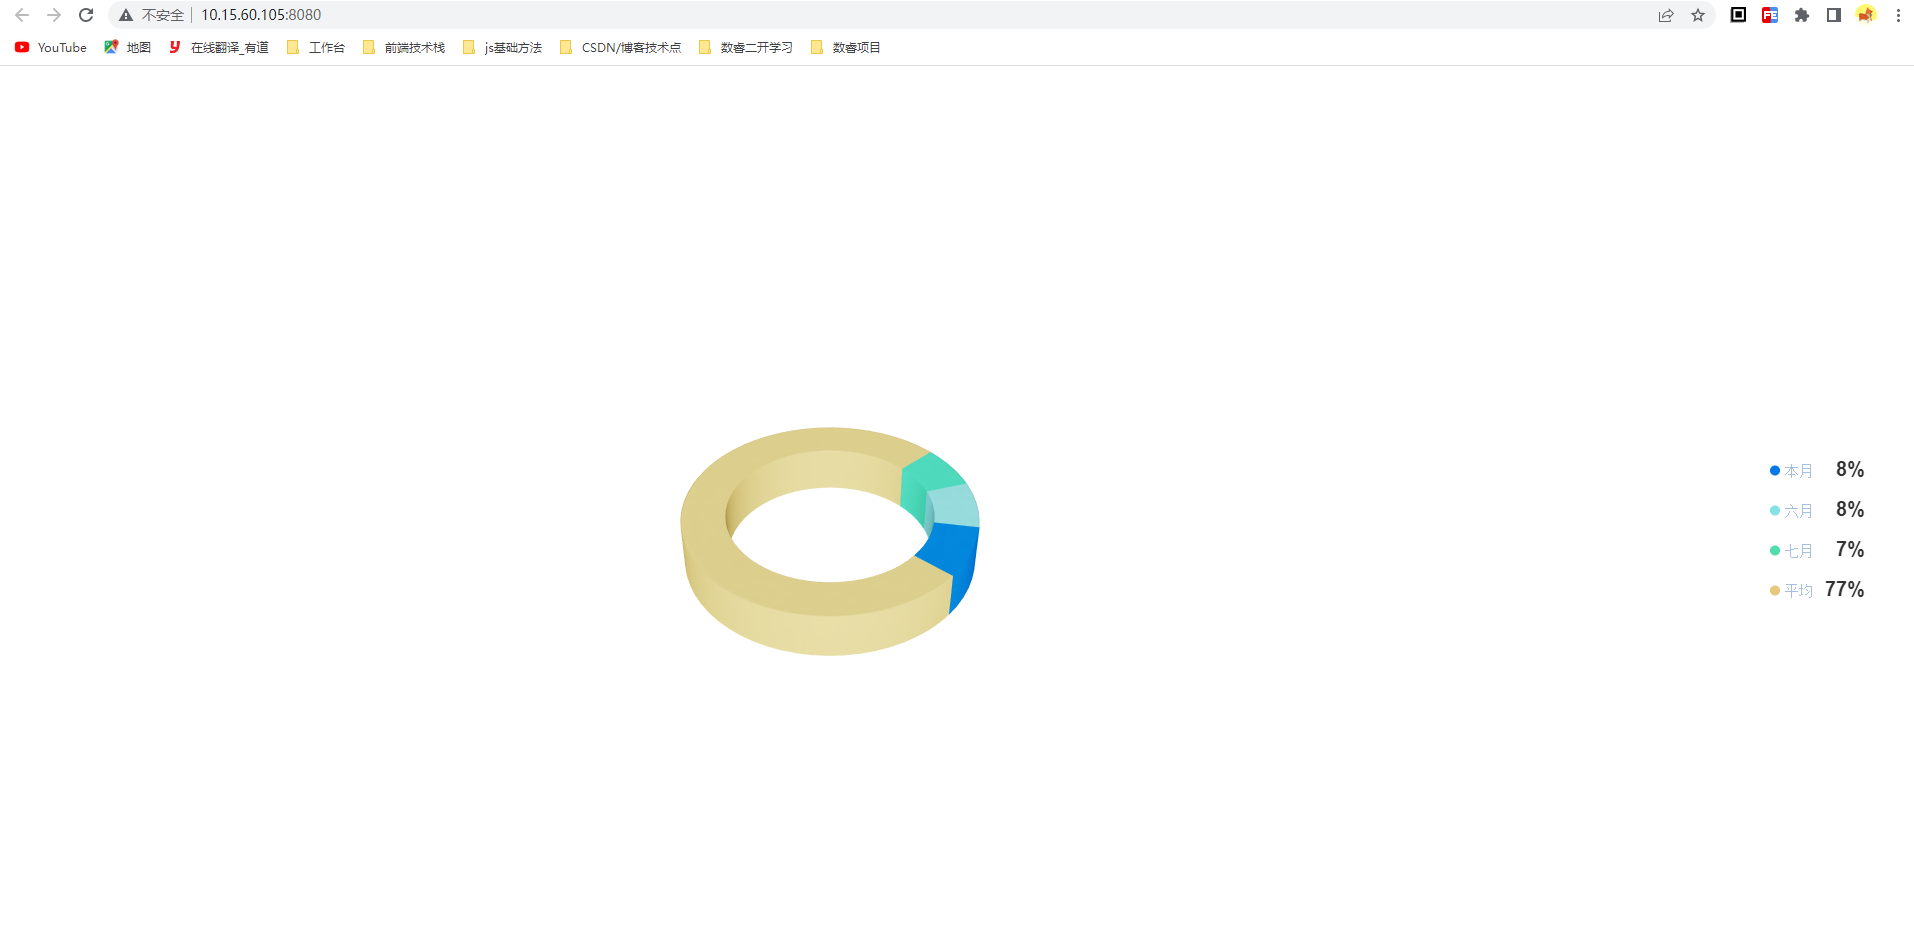 不安全 10.15.60.105:8080
YouTube 地图 在线翻译_有道 工作台 前端技术栈 js基础方法 CSDN/博客技术点 数睿二开学习 数睿项目
本月 8%
六月 8%
七月 7%
平均 77%